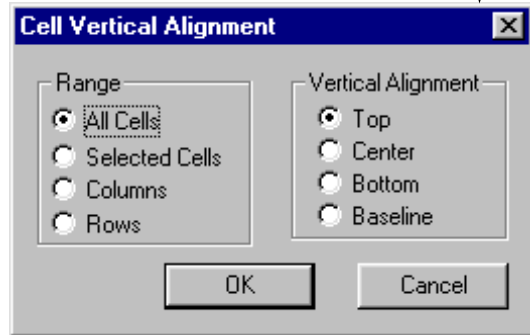 Cell Vertical Alignment
Range
All Cells
Selected Cells
Columns
Rows
Vertical Alignment
Top
Center
Bottom
Baseline
OK
Cancel